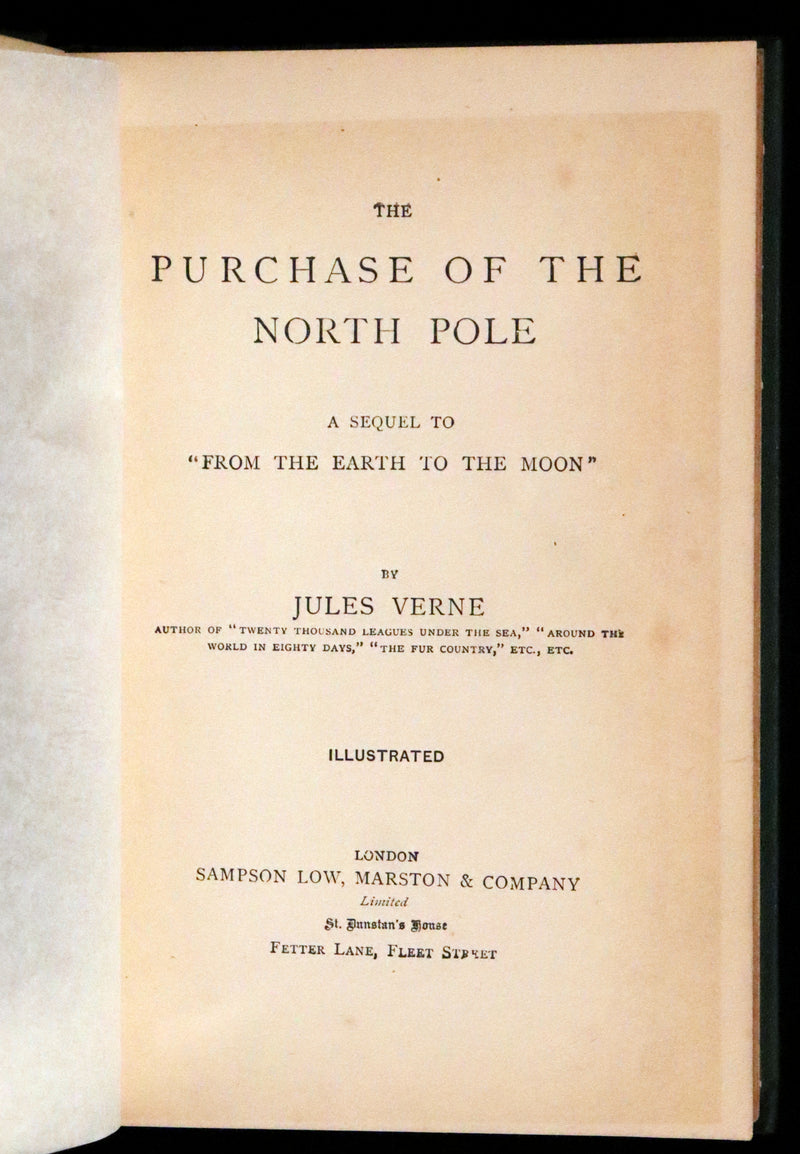 THE
PURCHASE OF THE
NORTH POLE
A SEQUEL TO
“FROM THE EARTH TO THE MOON”
BY
JULES VERNE
AUTHOR OF “TWENTY THOUSAND LEAGUES UNDER THE SEA,” “AROUND THE
WORLD IN EIGHTY DAYS,” “THE FUR COUNTRY,” ETC., ETC.
ILLUSTRATED
LONDON
SAMPSON LOW, MARSTON & COMPANY
Limited
St. Dunstan's House
FETTER LANE, FLEET STREET